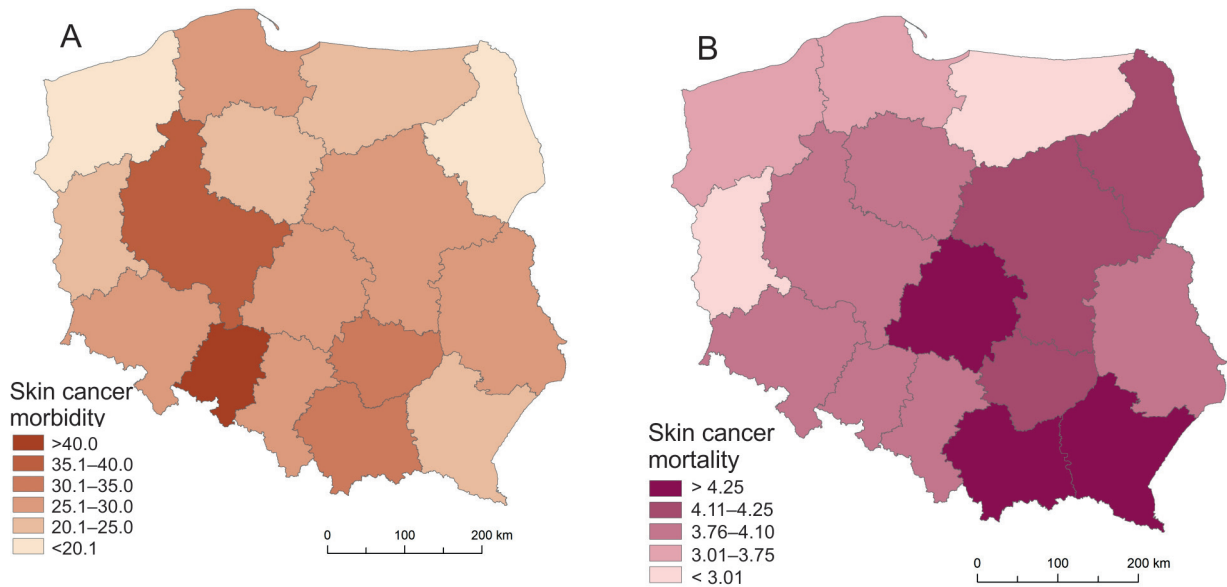 A
Skin cancer
morbidity
>40.0
35.1–40.0
30.1–35.0
25.1–30.0
20.1–25.0
<20.1
0 100 200 km
B
Skin cancer
mortality
> 4.25
4.11–4.25
3.76–4.10
3.01–3.75
< 3.01
0 100 200 km